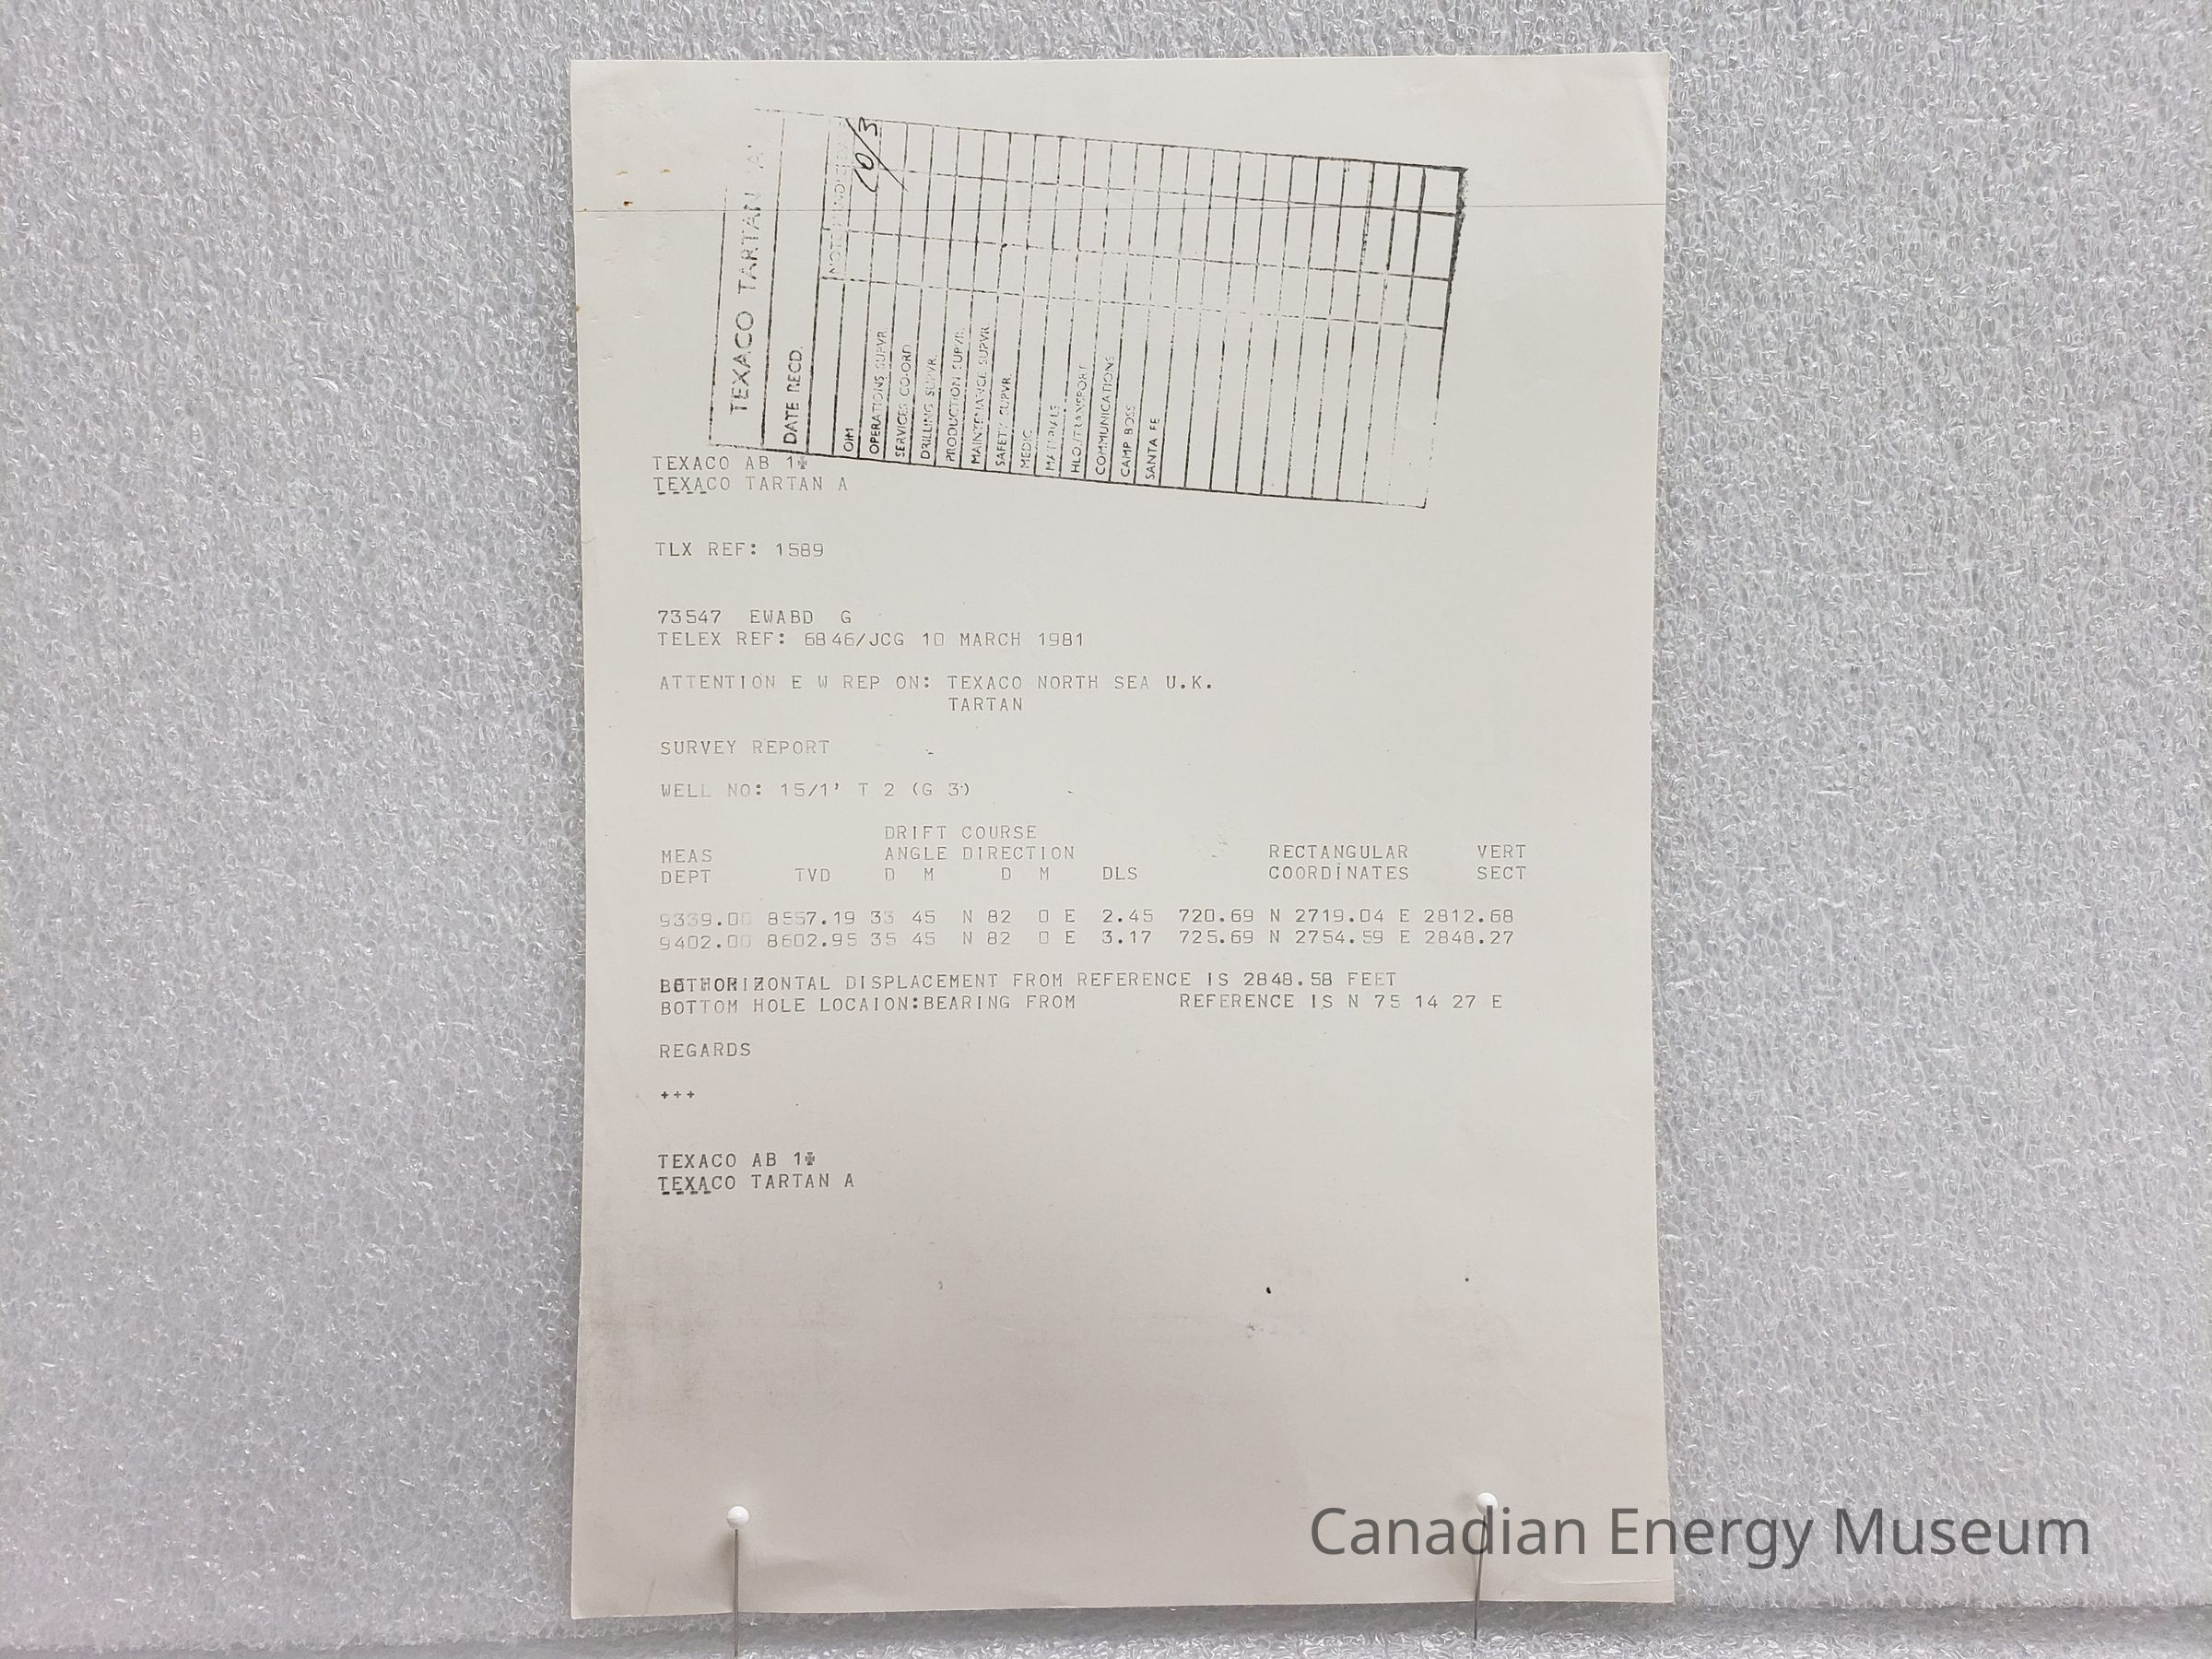 TEXACO TARTAN 'A'
DATE RECD.
10/3
OIM
OPERATIONS SUPVR.
SERVICES CO-ORD
DRILLING SUPVR.
PRODUCTION SUPVR.
MAINTENANCE SUPVR
SAFETY SUPVR.
MEDIC
MATERIALS
HLO/TRANSPORT
COMMUNICATIONS
CAMP BOSS
SANTA FE
TEXACO AB 1✠
TEXACO TARTAN A
TLX REF: 1589
73547 EWABD G
TELEX REF: 6846/JCG 10 MARCH 1981
ATTENTION E W REP ON: TEXACO NORTH SEA U.K.
TARTAN
SURVEY REPORT
WELL NO: 15/1' T 2 (G 3)
DRIFT COURSE
MEAS ANGLE DIRECTION RECTANGULAR VERT
DEPT TVD D M D M DLS COORDINATES SECT
9339.00 8557.19 33 45 N 82 0 E 2.45 720.69 N 2719.04 E 2812.68
9402.00 8602.95 35 45 N 82 0 E 3.17 725.69 N 2754.59 E 2848.27
HORIZONTAL DISPLACEMENT FROM REFERENCE IS 2848.58 FEET
BOTTOM HOLE LOCAION:BEARING FROM REFERENCE IS N 75 14 27 E
REGARDS
+++
TEXACO AB 1✠
TEXACO TARTAN A
Canadian Energy Museum